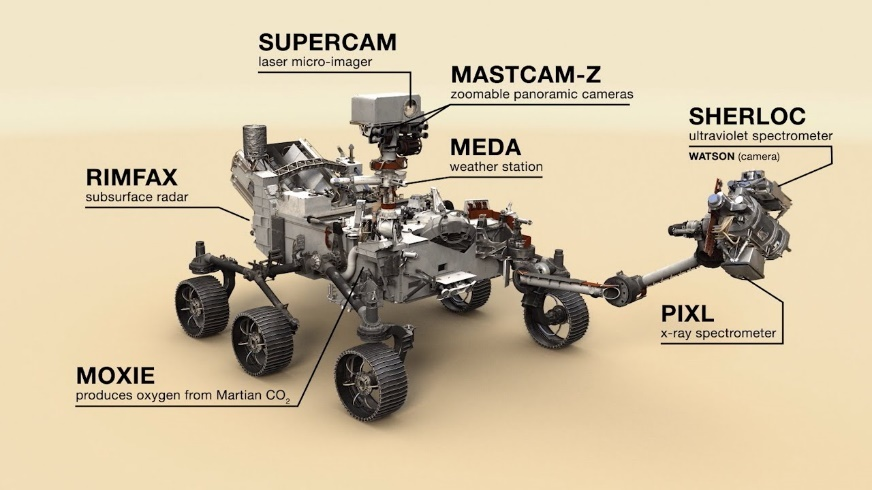 SUPERCAM
laser micro-imager
MASTCAM-Z
zoomable panoramic cameras
SHERLOC
ultraviolet spectrometer
WATSON (camera)
MEDA
weather station
RIMFAX
subsurface radar
PIXL
x-ray spectrometer
MOXIE
produces oxygen from Martian CO₂